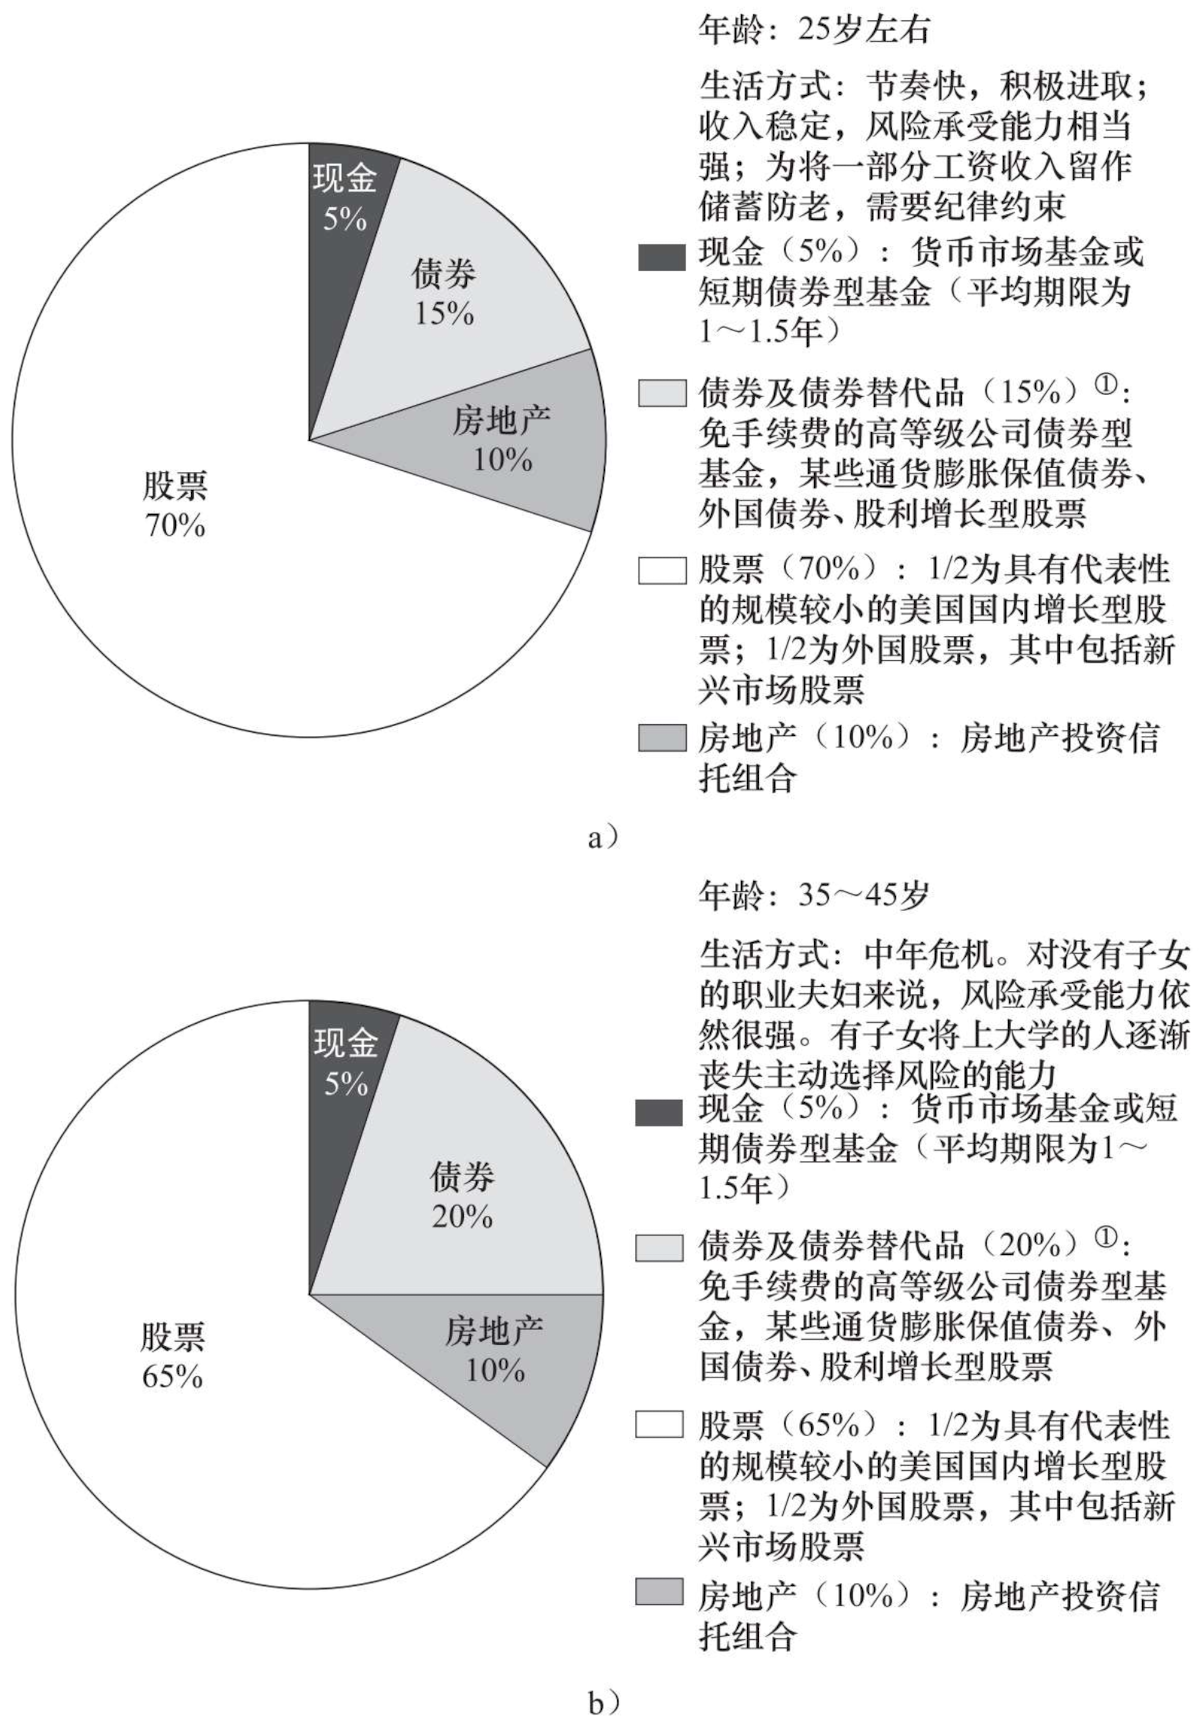 年龄：25岁左右
生活方式：节奏快，积极进取；
收入稳定，风险承受能力相当
强；为将一部分工资收入留作
储蓄防老，需要纪律约束
现金
5%
债券
15%
房地产
10%
股票
70%
现金（5%）：货币市场基金或
短期债券型基金（平均期限为
1～1.5年）
债券及债券替代品（15%）①：
免手续费的高等级公司债券型
基金，某些通货膨胀保值债券、
外国债券、股利增长型股票
股票（70%）：1/2为具有代表性
的规模较小的美国国内增长型股
票；1/2为外国股票，其中包括新
兴市场股票
房地产（10%）：房地产投资信
托组合
a）
年龄：35～45岁
生活方式：中年危机。对没有子女
的职业夫妇来说，风险承受能力依
然很强。有子女将上大学的人逐渐
丧失主动选择风险的能力
现金
5%
债券
20%
房地产
10%
股票
65%
现金（5%）：货币市场基金或短
期债券型基金（平均期限为1～
1.5年）
债券及债券替代品（20%）①：
免手续费的高等级公司债券型基
金，某些通货膨胀保值债券、外
国债券、股利增长型股票
股票（65%）：1/2为具有代表性
的规模较小的美国国内增长型股
票；1/2为外国股票，其中包括新
兴市场股票
房地产（10%）：房地产投资信
托组合
b）